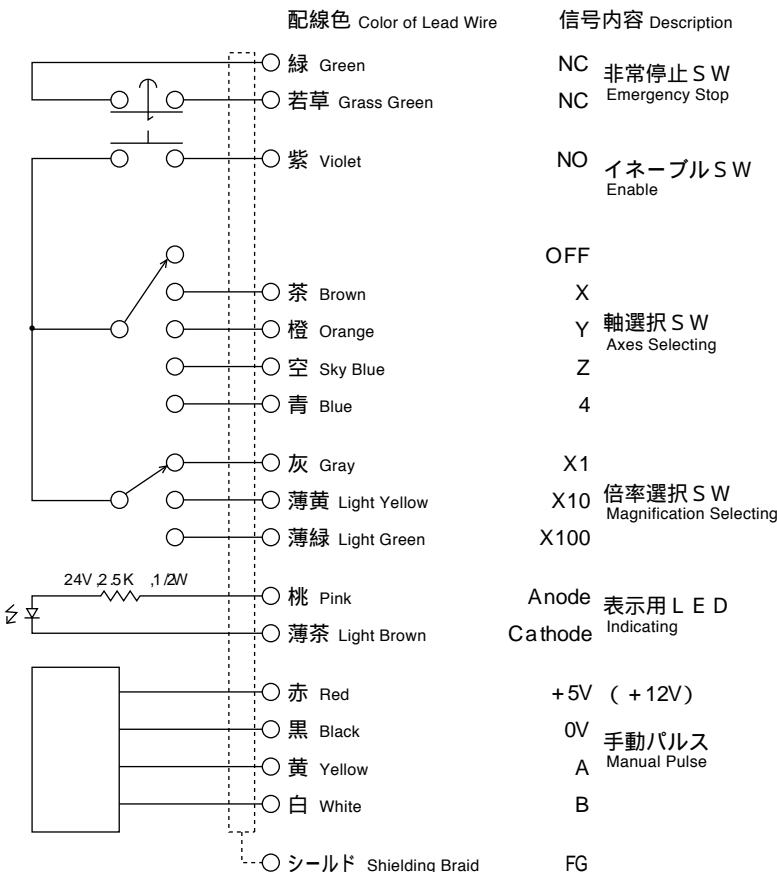 配線色 Color of Lead Wire 信号内容 Description
緑 Green NC 非常停止ＳＷ
若草 Grass Green NC Emergency Stop
紫 Violet NO イネーブルＳＷ
Enable
OFF
茶 Brown X
橙 Orange Y 軸選択ＳＷ
Axes Selecting
空 Sky Blue Z
青 Blue 4
灰 Gray X1
薄黄 Light Yellow X10 倍率選択ＳＷ
Magnification Selecting
薄緑 Light Green X100
24V,2.5K ,1/2W
桃 Pink Anode 表示用ＬＥＤ
薄茶 Light Brown Cathode Indicating
赤 Red +5V （+12V）
黒 Black 0V 手動パルス
Manual Pulse
黄 Yellow A
白 White B
シールド Shielding Braid FG